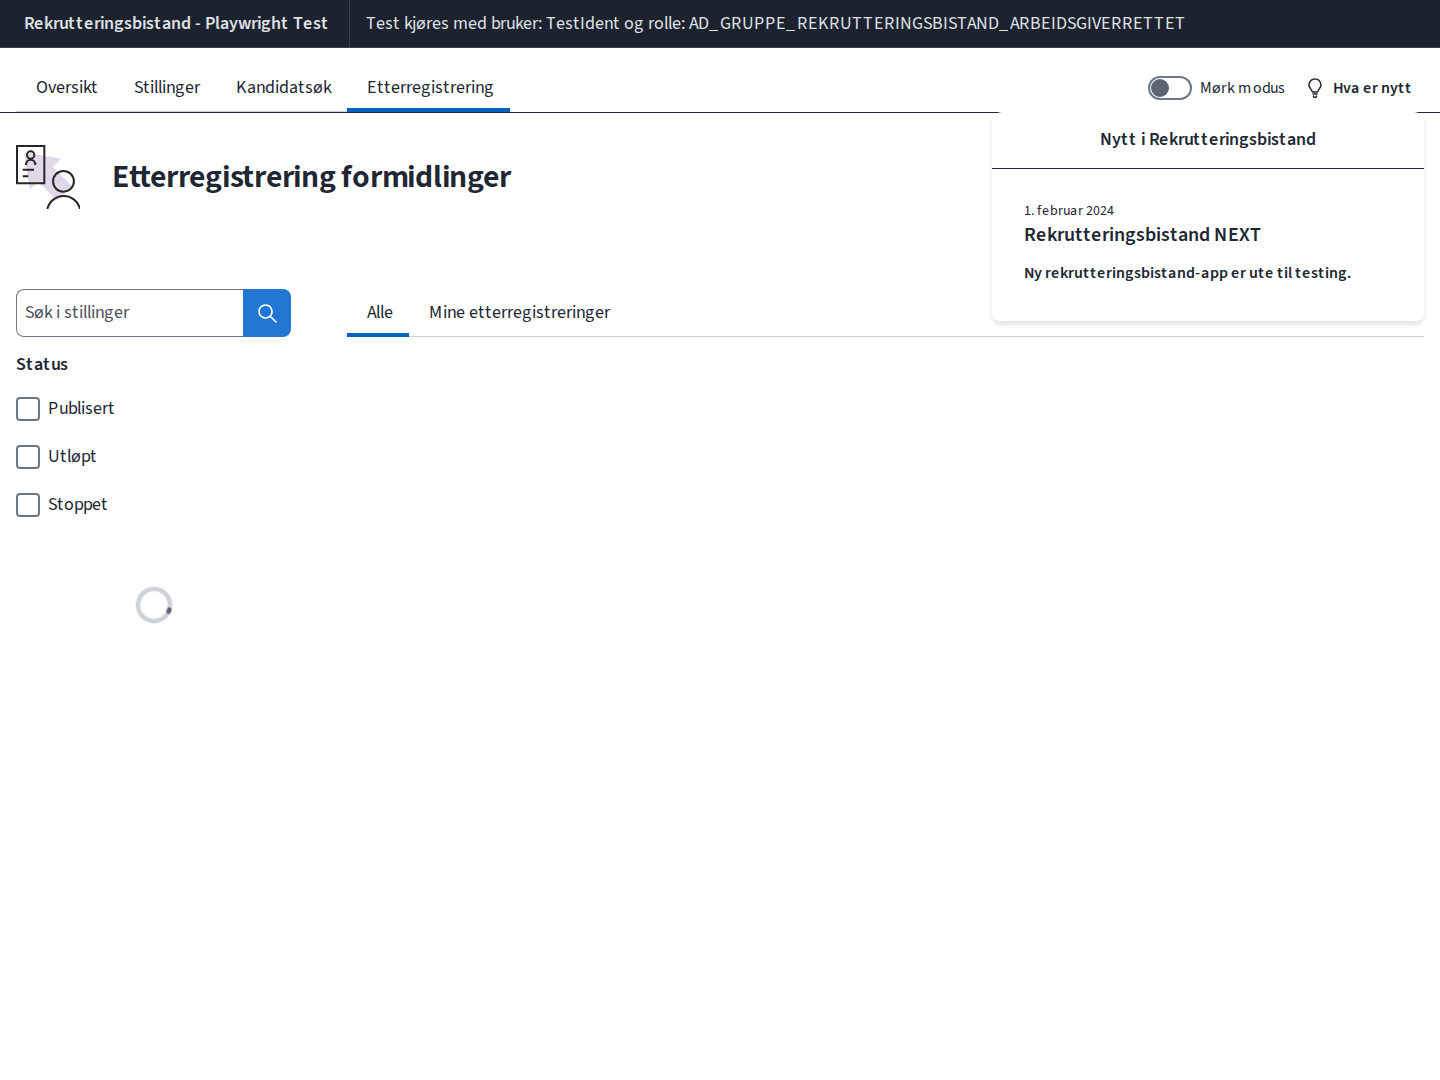 Rekrutteringsbistand - Playwright Test
Test kjøres med bruker: TestIdent og rolle: AD_GRUPPE_REKRUTTERINGSBISTAND_ARBEIDSGIVERRETTET
Oversikt
Stillinger
Kandidatsøk
Etterregistrering
Mørk modus
Hva er nytt
Etterregistrering formidlinger
Nytt i Rekrutteringsbistand
1. februar 2024
Rekrutteringsbistand NEXT
Ny rekrutteringsbistand-app er ute til testing.
Søk i stillinger
Alle
Mine etterregistreringer
Status
Publisert
Utløpt
Stoppet